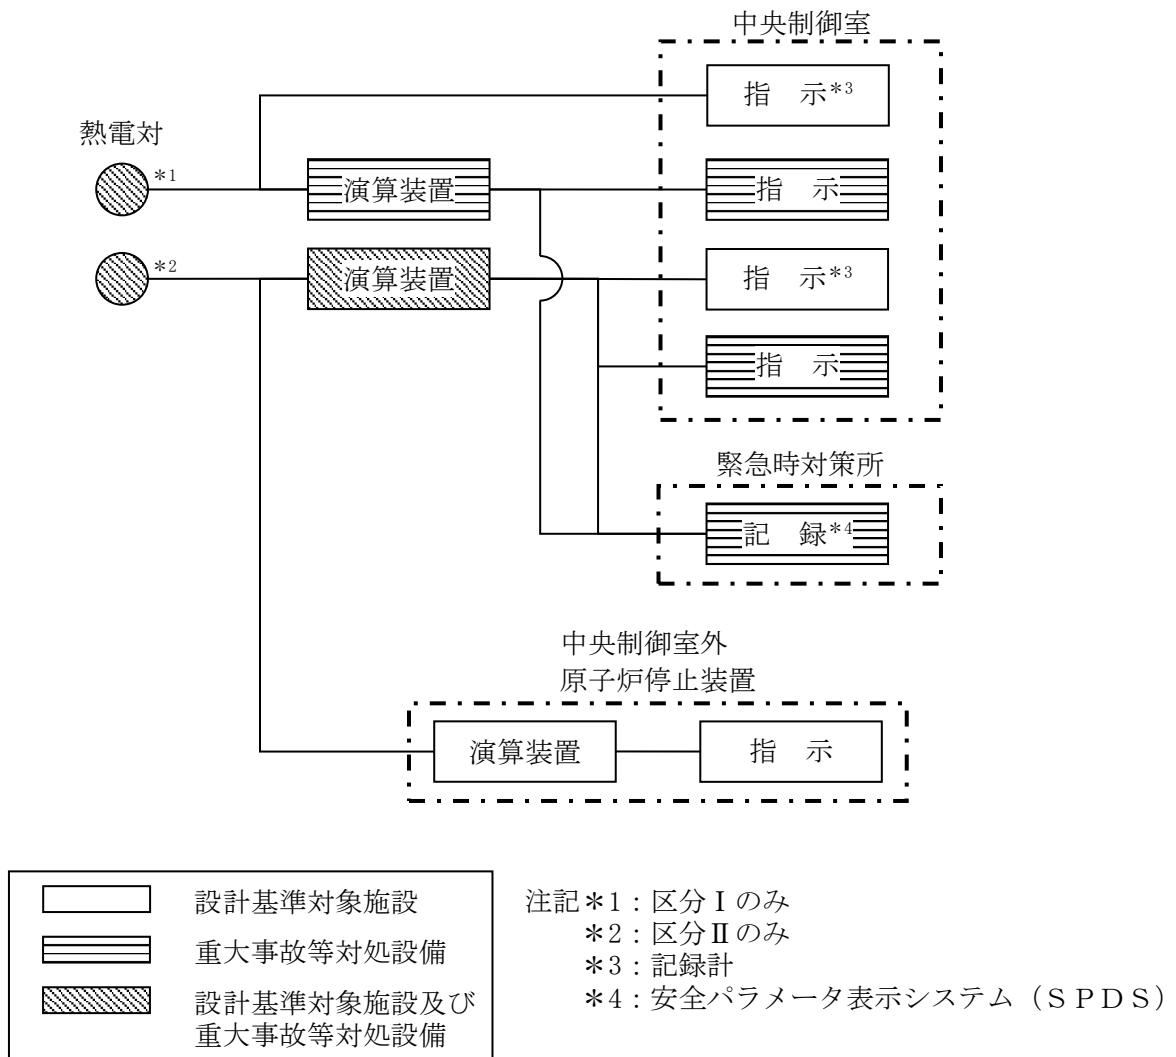 中央制御室
指　示*3
熱電対
*1
演算装置
指　示
*2
演算装置
指　示*3
指　示
緊急時対策所
記　録*4
中央制御室外
原子炉停止装置
演算装置
指　示
設計基準対象施設
重大事故等対処設備
設計基準対象施設及び
重大事故等対処設備
注記＊1：区分Ⅰのみ
＊2：区分Ⅱのみ
＊3：記録計
＊4：安全パラメータ表示システム（ＳＰＤＳ）